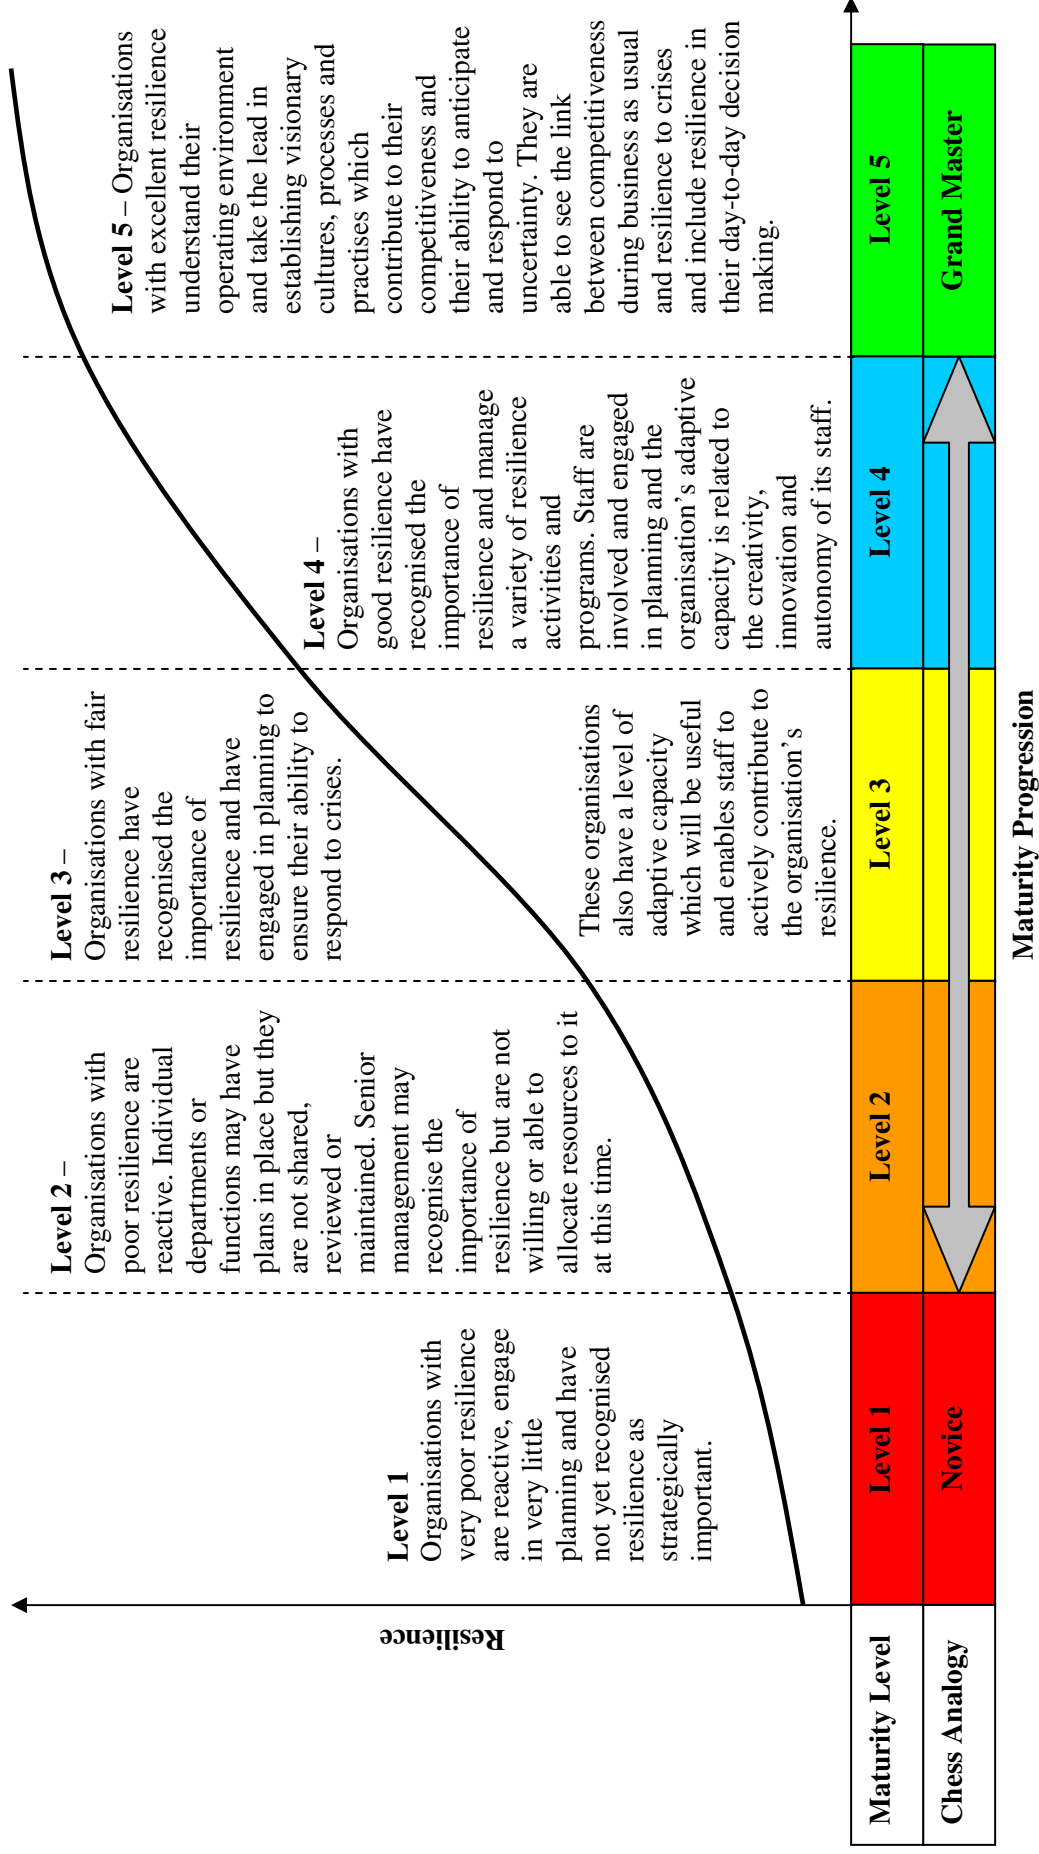 Resilience
Level 1
Organisations with
very poor resilience
are reactive, engage
in very little
planning and have
not yet recognised
resilience as
strategically
important.
Level 2 –
Organisations with
poor resilience are
reactive. Individual
departments or
functions may have
plans in place but they
are not shared,
reviewed or
maintained. Senior
management may
recognise the
importance of
resilience but are not
willing or able to
allocate resources to it
at this time.
Level 3 –
Organisations with fair
resilience have
recognised the
importance of
resilience and have
engaged in planning to
ensure their ability to
respond to crises.
These organisations
also have a level of
adaptive capacity
which will be useful
and enables staff to
actively contribute to
the organisation's
resilience.
Level 4 –
Organisations with
good resilience have
recognised the
importance of
resilience and manage
a variety of resilience
activities and
programs. Staff are
involved and engaged
in planning and the
organisation's adaptive
capacity is related to
the creativity,
innovation and
autonomy of its staff.
Level 5 – Organisations
with excellent resilience
understand their
operating environment
and take the lead in
establishing visionary
cultures, processes and
practises which
contribute to their
competitiveness and
their ability to anticipate
and respond to
uncertainty. They are
able to see the link
between competitiveness
during business as usual
and resilience to crises
and include resilience in
their day-to-day decision
making.
Maturity Level Level 1 Level 2 Level 3 Level 4 Level 5
Chess Analogy Novice Grand Master
Maturity Progression